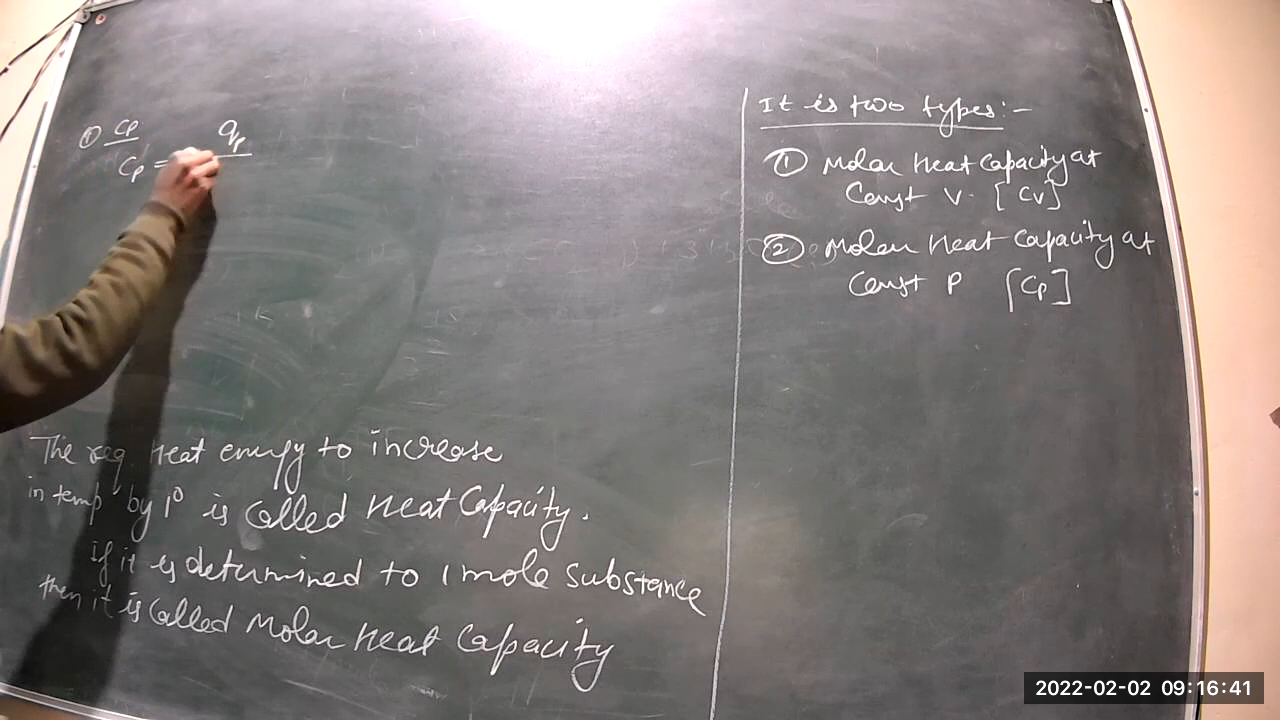 ① Cp
Cp = qp
The req. Heat energy to increase
in temp by 1° is called Heat Capacity.
if it is determined to 1 mole substance
then it is called Molar Heat Capacity
It is two types:-
① Molar Heat Capacity at
Const V. [Cv]
② Molar Heat Capacity at
Const P [Cp]
2022-02-02 09:16:41